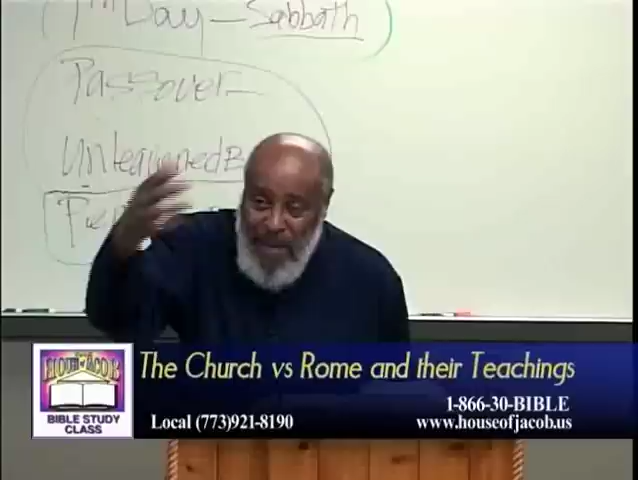 (7th Day - Sabbath)
Passover -
Unleavened B
The Church vs Rome and their Teachings
HOUSE of JACOB
BIBLE STUDY
CLASS
1-866-30-BIBLE
Local (773)921-8190
www.houseofjacob.us